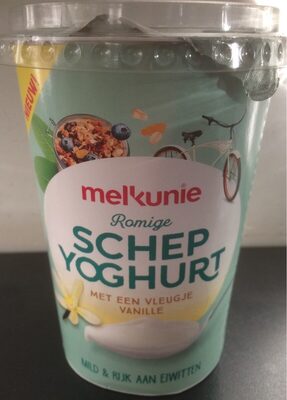 NIEUW!
melkunie
Romige
SCHEP
YOGHURT
MET EEN VLEUGJE
VANILLE
MILD & RIJK AAN EIWITTEN